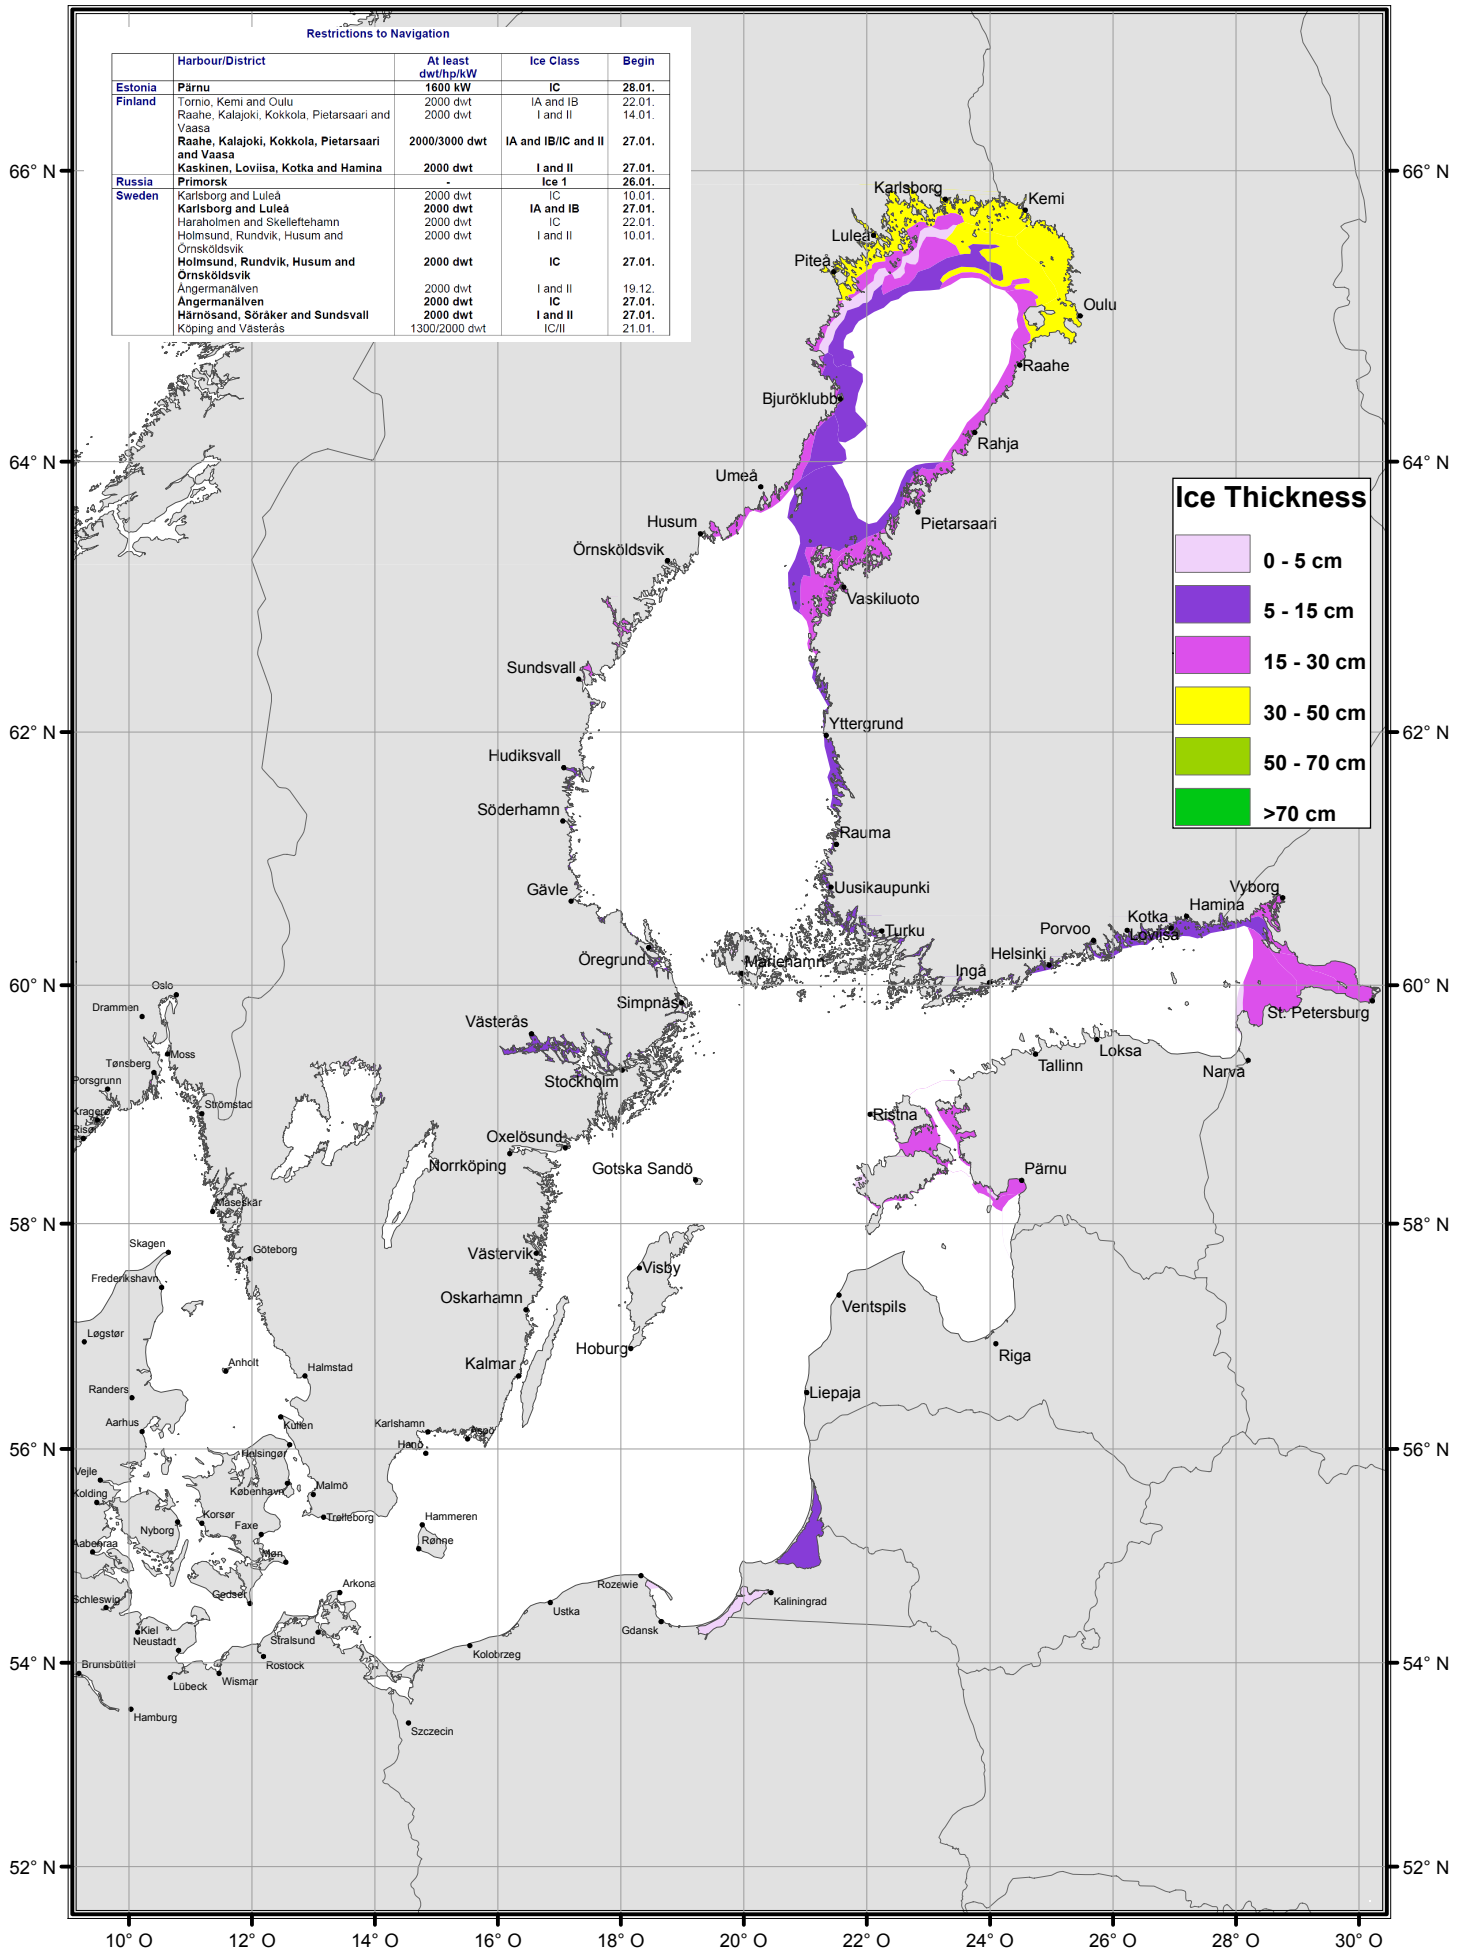 Restrictions to Navigation
Harbour/District At least dwt/hp/kW Ice Class Begin
Estonia Pärnu 1600 kW IC 28.01.
Finland Tornio, Kemi and Oulu 2000 dwt IA and IB 22.01.
Raahe, Kalajoki, Kokkola, Pietarsaari and Vaasa 2000 dwt I and II 14.01.
Raahe, Kalajoki, Kokkola, Pietarsaari and Vaasa 2000/3000 dwt IA and IB/IC and II 27.01.
Kaskinen, Loviisa, Kotka and Hamina 2000 dwt I and II 27.01.
Russia Primorsk - Ice 1 26.01.
Sweden Karlsborg and Luleå 2000 dwt IC 10.01.
Karlsborg and Luleå 2000 dwt IA and IB 27.01.
Haraholmen and Skelleftehamn 2000 dwt IC 22.01.
Holmsund, Rundvik, Husum and Örnsköldsvik 2000 dwt I and II 10.01.
Holmsund, Rundvik, Husum and Örnsköldsvik 2000 dwt IC 27.01.
Ångermanälven 2000 dwt I and II 19.12.
Ångermanälven 2000 dwt IC 27.01.
Härnösand, Söråker and Sundsvall 2000 dwt I and II 27.01.
Köping and Västerås 1300/2000 dwt IC/II 21.01.
66° N
66° N
Karlsborg
Kemi
Luleå
Piteå
Oulu
Raahe
Bjuröklubb
Rahja
64° N
64° N
Umeå
Ice Thickness
0 - 5 cm
5 - 15 cm
15 - 30 cm
30 - 50 cm
50 - 70 cm
>70 cm
Husum
Pietarsaari
Örnsköldsvik
Vaskiluoto
Sundsvall
Yttergrund
62° N
62° N
Hudiksvall
Söderhamn
Rauma
Gävle
Uusikaupunki
Vyborg
Hamina
Kotka
Loviisa
Porvoo
Turku
Helsinki
Öregrund
Mariehamn
Ingå
60° N
60° N
Oslo
Drammen
Simpnäs
St. Petersburg
Västerås
Moss
Tønsberg
Loksa
Tallinn
Narva
Porsgrunn
Stockholm
Kragerø
Strömstad
Ristna
Risør
Oxelösund
Norrköping
Gotska Sandö
Pärnu
Måseskär
58° N
58° N
Skagen
Göteborg
Västervik
Visby
Frederikshavn
Oskarhamn
Ventspils
Løgstør
Hoburg
Riga
Anholt
Halmstad
Kalmar
Randers
Liepaja
Aarhus
Kullen
Karlshamn
Aspö
Hanö
56° N
56° N
Helsingør
Vejle
København
Malmö
Kolding
Nyborg
Korsør
Faxe
Trelleborg
Hammeren
Rønne
Aabenraa
Møn
Schleswig
Gedser
Arkona
Rozewie
Kaliningrad
Ustka
Gdansk
Kiel
Neustadt
Stralsund
Kolobrzeg
54° N
54° N
Brunsbüttel
Lübeck
Wismar
Rostock
Hamburg
Szczecin
52° N
52° N
10° O 12° O 14° O 16° O 18° O 20° O 22° O 24° O 26° O 28° O 30° O